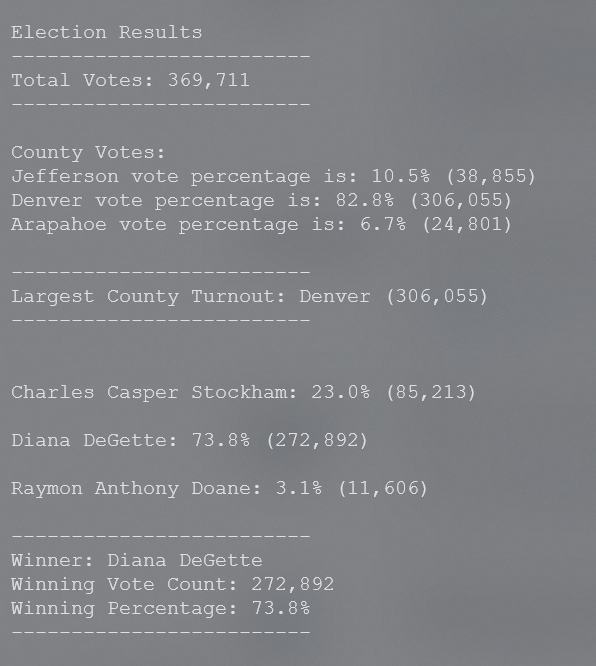 Election Results
-------------------------
Total Votes: 369,711
-------------------------
County Votes:
Jefferson vote percentage is: 10.5% (38,855)
Denver vote percentage is: 82.8% (306,055)
Arapahoe vote percentage is: 6.7% (24,801)
-------------------------
Largest County Turnout: Denver (306,055)
-------------------------
Charles Casper Stockham: 23.0% (85,213)
Diana DeGette: 73.8% (272,892)
Raymon Anthony Doane: 3.1% (11,606)
-------------------------
Winner: Diana DeGette
Winning Vote Count: 272,892
Winning Percentage: 73.8%
-------------------------